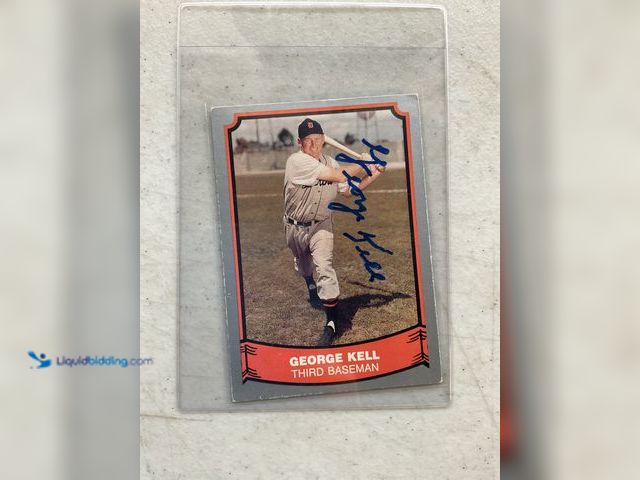 George Kell
GEORGE KELL
THIRD BASEMAN
Liquidbidding.com